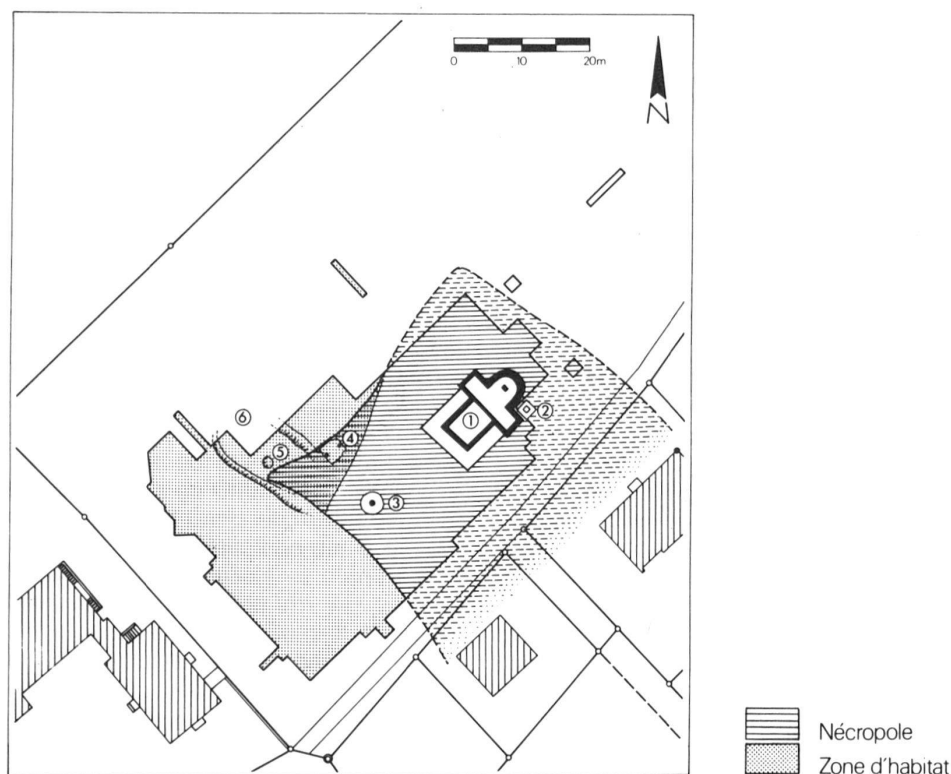 0 10 20m
N
①
②
③
④
⑤
⑥
Nécropole
Zone d'habitat